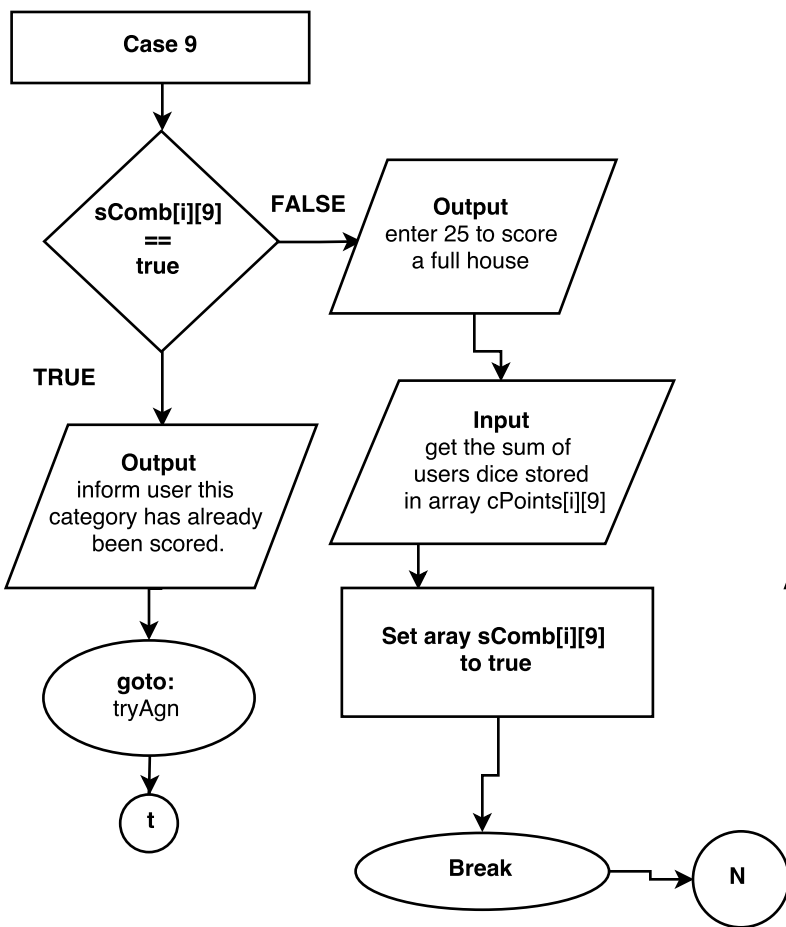 Case 9
sComb[i][9]
==
true
FALSE
Output
enter 25 to score
a full house
TRUE
Output
inform user this
category has already
been scored.
Input
get the sum of
users dice stored
in array cPoints[i][9]
goto:
tryAgn
t
Set aray sComb[i][9]
to true
Break
N